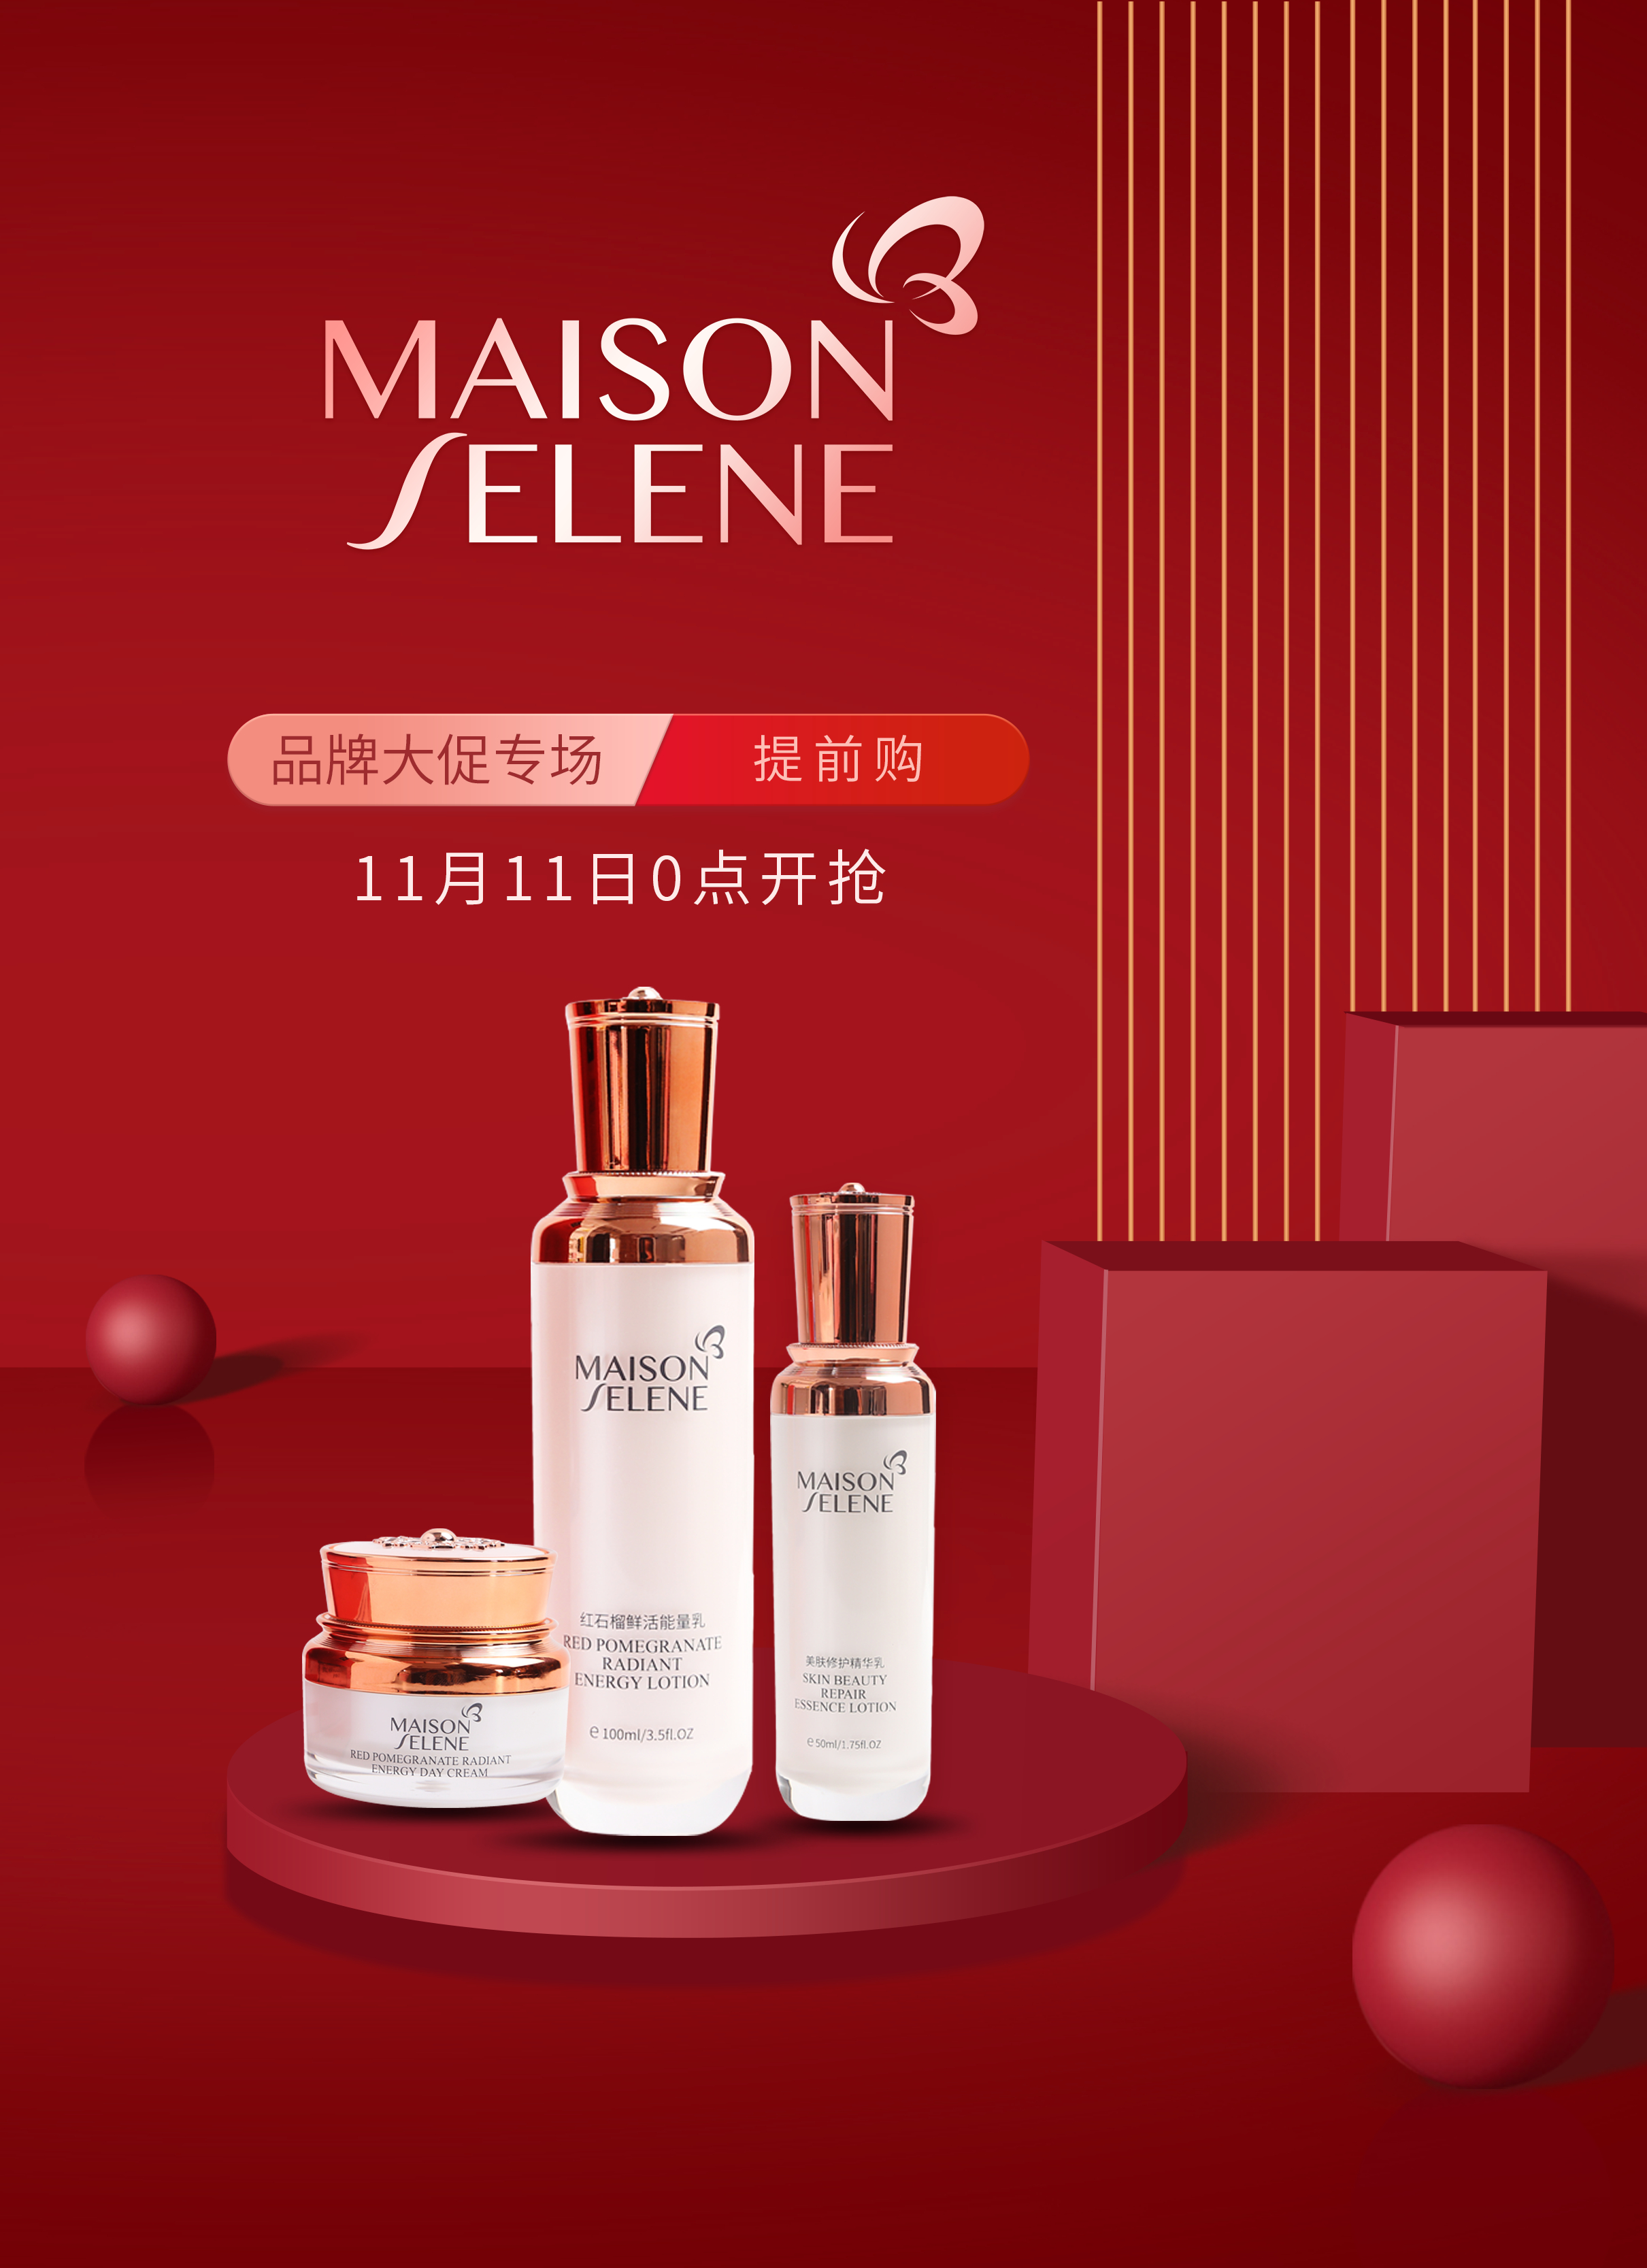 MAISON
SELENE
品牌大促专场 提前购
11月11日0点开抢
MAISON
SELENE
红石榴鲜活能量乳
RED POMEGRANATE
RADIANT
ENERGY LOTION
℮ 100ml/3.5fl.OZ
MAISON
SELENE
美肤修护精华乳
SKIN BEAUTY
REPAIR
ESSENCE LOTION
℮ 50ml/1.75fl.OZ
MAISON
SELENE
RED POMEGRANATE RADIANT
ENERGY DAY CREAM